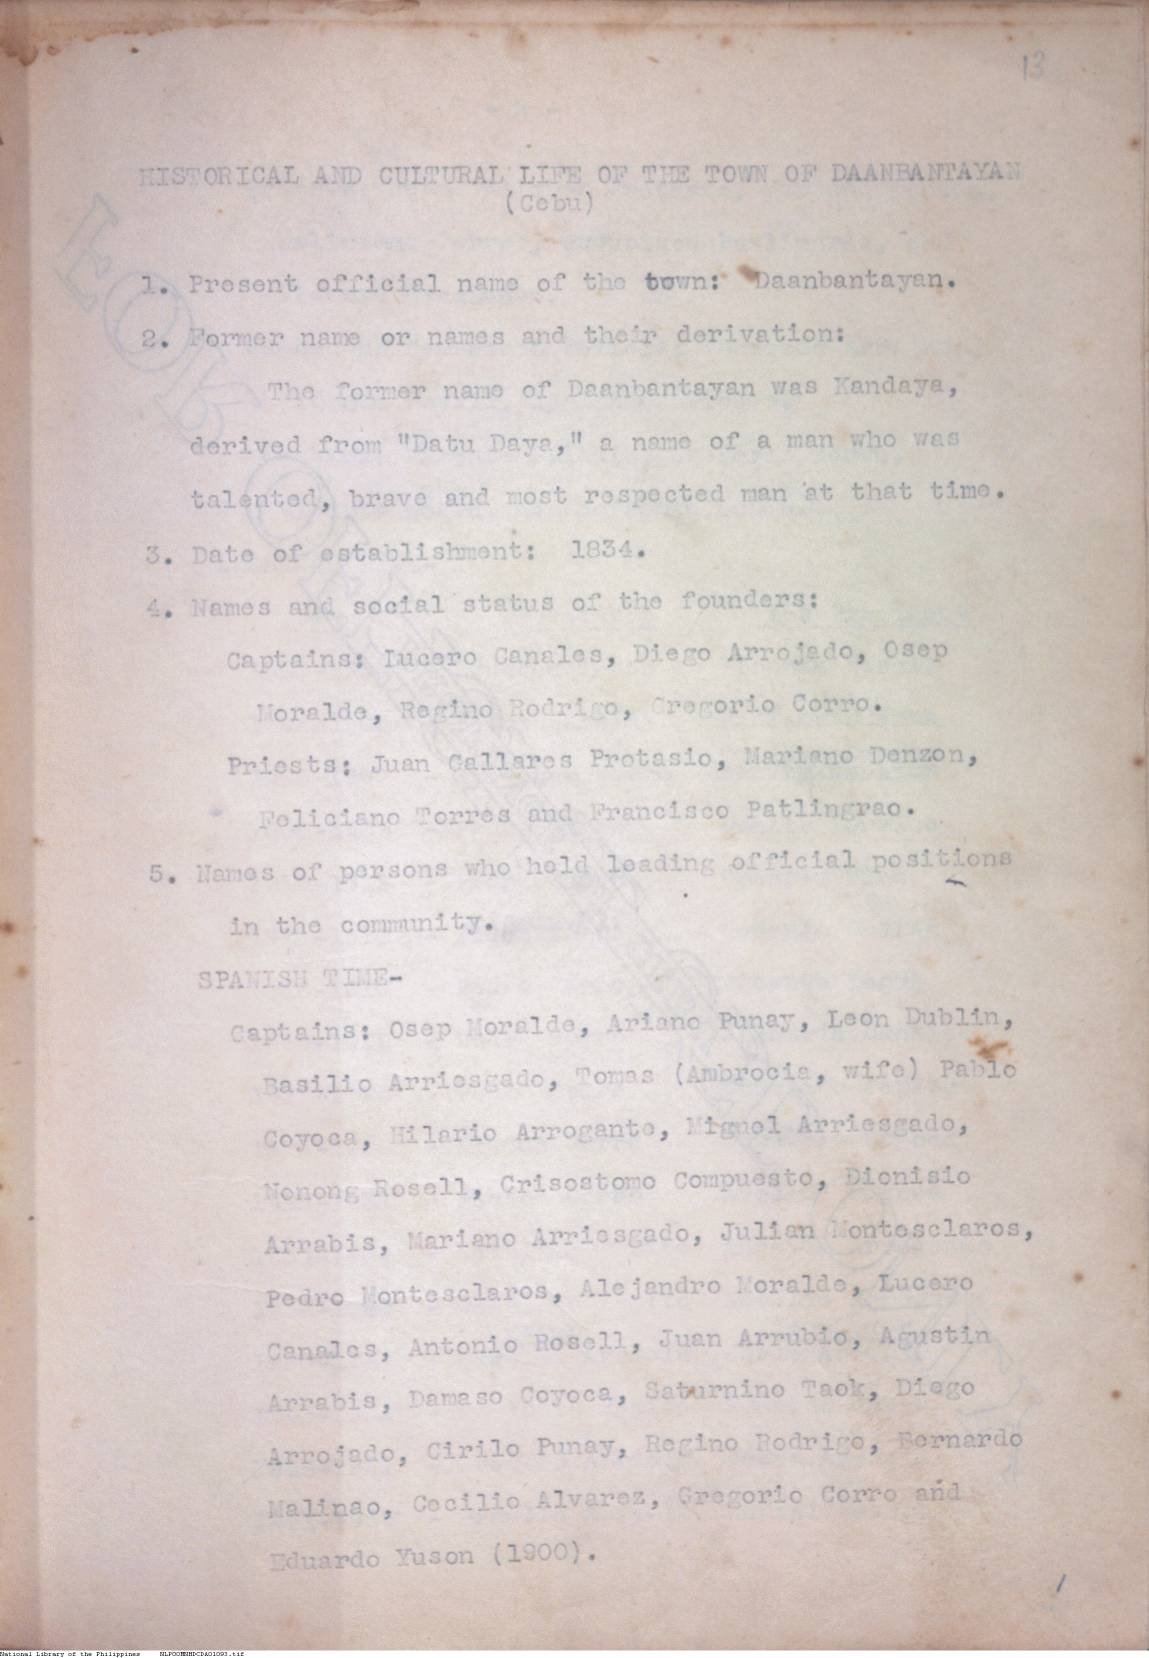 13
HISTORICAL AND CULTURAL LIFE OF THE TOWN OF DAANBANTAYAN
(Cebu)
1. Present official name of the town: Daanbantayan.
2. Former name or names and their derivation:
The former name of Daanbantayan was Kandaya,
derived from "Datu Daya," a name of a man who was
talented, brave and most respected man at that time.
3. Date of establishment: 1834.
4. Names and social status of the founders:
Captains: Lucero Canales, Diego Arrojado, Osep
Moralde, Regino Rodrigo, Gregorio Corro.
Priests: Juan Callares Protasio, Mariano Denzon,
Feliciano Torres and Francisco Patlingrao.
5. Names of persons who held leading official positions
in the community.
SPANISH TIME-
Captains: Osep Moralde, Ariano Punay, Leon Dublin,
Basilio Arriesgado, Tomas (Ambrocia, wife) Pablo
Coyoca, Hilario Arrogante, Miguel Arriesgado,
Nonong Rosell, Crisostomo Compuesto, Dionisio
Arrabis, Mariano Arriesgado, Julian Montesclaros,
Pedro Montesclaros, Alejandro Moralde, Lucero
Canales, Antonio Rosell, Juan Arrubio, Agustin
Arrabis, Damaso Coyoca, Saturnino Taok, Diego
Arrojado, Cirilo Punay, Regino Rodrigo, Bernardo
Malinao, Cecilio Alvarez, Gregorio Corro and
Eduardo Yuson (1900).
1
National Library of the Philippines NLPOOMNHDCDA01093.tif